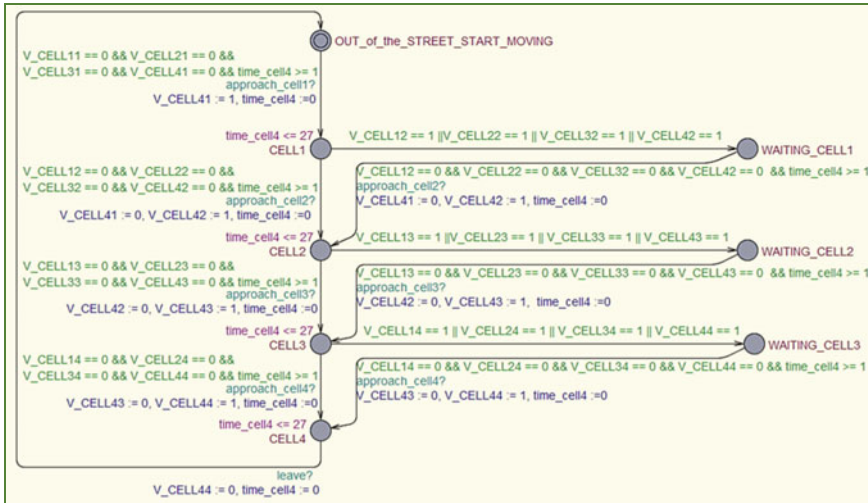 OUT_of_the_STREET_START_MOVING
V_CELL11 == 0 && V_CELL21 == 0 &&
V_CELL31 == 0 && V_CELL41 == 0 && time_cell4 >= 1
approach_cell1?
V_CELL41 := 1, time_cell4 :=0
time_cell4 <= 27
CELL1
V_CELL12 == 1 ||V_CELL22 == 1 || V_CELL32 == 1 || V_CELL42 == 1
WAITING_CELL1
V_CELL12 == 0 && V_CELL22 == 0 &&
V_CELL32 == 0 && V_CELL42 == 0 && time_cell4 >= 1
approach_cell2?
V_CELL41 := 0, V_CELL42 := 1, time_cell4 :=0
V_CELL12 == 0 && V_CELL22 == 0 && V_CELL32 == 0 && V_CELL42 == 0 && time_cell4 >= 1
approach_cell2?
V_CELL41 := 0, V_CELL42 := 1, time_cell4 :=0
time_cell4 <= 27
CELL2
V_CELL13 == 1 ||V_CELL23 == 1 || V_CELL33 == 1 || V_CELL43 == 1
WAITING_CELL2
V_CELL13 == 0 && V_CELL23 == 0 &&
V_CELL33 == 0 && V_CELL43 == 0 && time_cell4 >= 1
approach_cell3?
V_CELL42 := 0, V_CELL43 := 1, time_cell4 :=0
V_CELL13 == 0 && V_CELL23 == 0 && V_CELL33 == 0 && V_CELL43 == 0 && time_cell4 >= 1
approach_cell3?
V_CELL42 := 0, V_CELL43 := 1, time_cell4 :=0
time_cell4 <= 27
CELL3
V_CELL14 == 1 || V_CELL24 == 1 || V_CELL34 == 1 || V_CELL44 == 1
WAITING_CELL3
V_CELL14 == 0 && V_CELL24 == 0 &&
V_CELL34 == 0 && V_CELL44 == 0 && time_cell4 >= 1
approach_cell4?
V_CELL43 := 0, V_CELL44 := 1, time_cell4 :=0
V_CELL14 == 0 && V_CELL24 == 0 && V_CELL34 == 0 && V_CELL44 == 0 && time_cell4 >= 1
approach_cell4?
V_CELL43 := 0, V_CELL44 := 1, time_cell4 :=0
time_cell4 <= 27
CELL4
leave?
V_CELL44 := 0, time_cell4 := 0